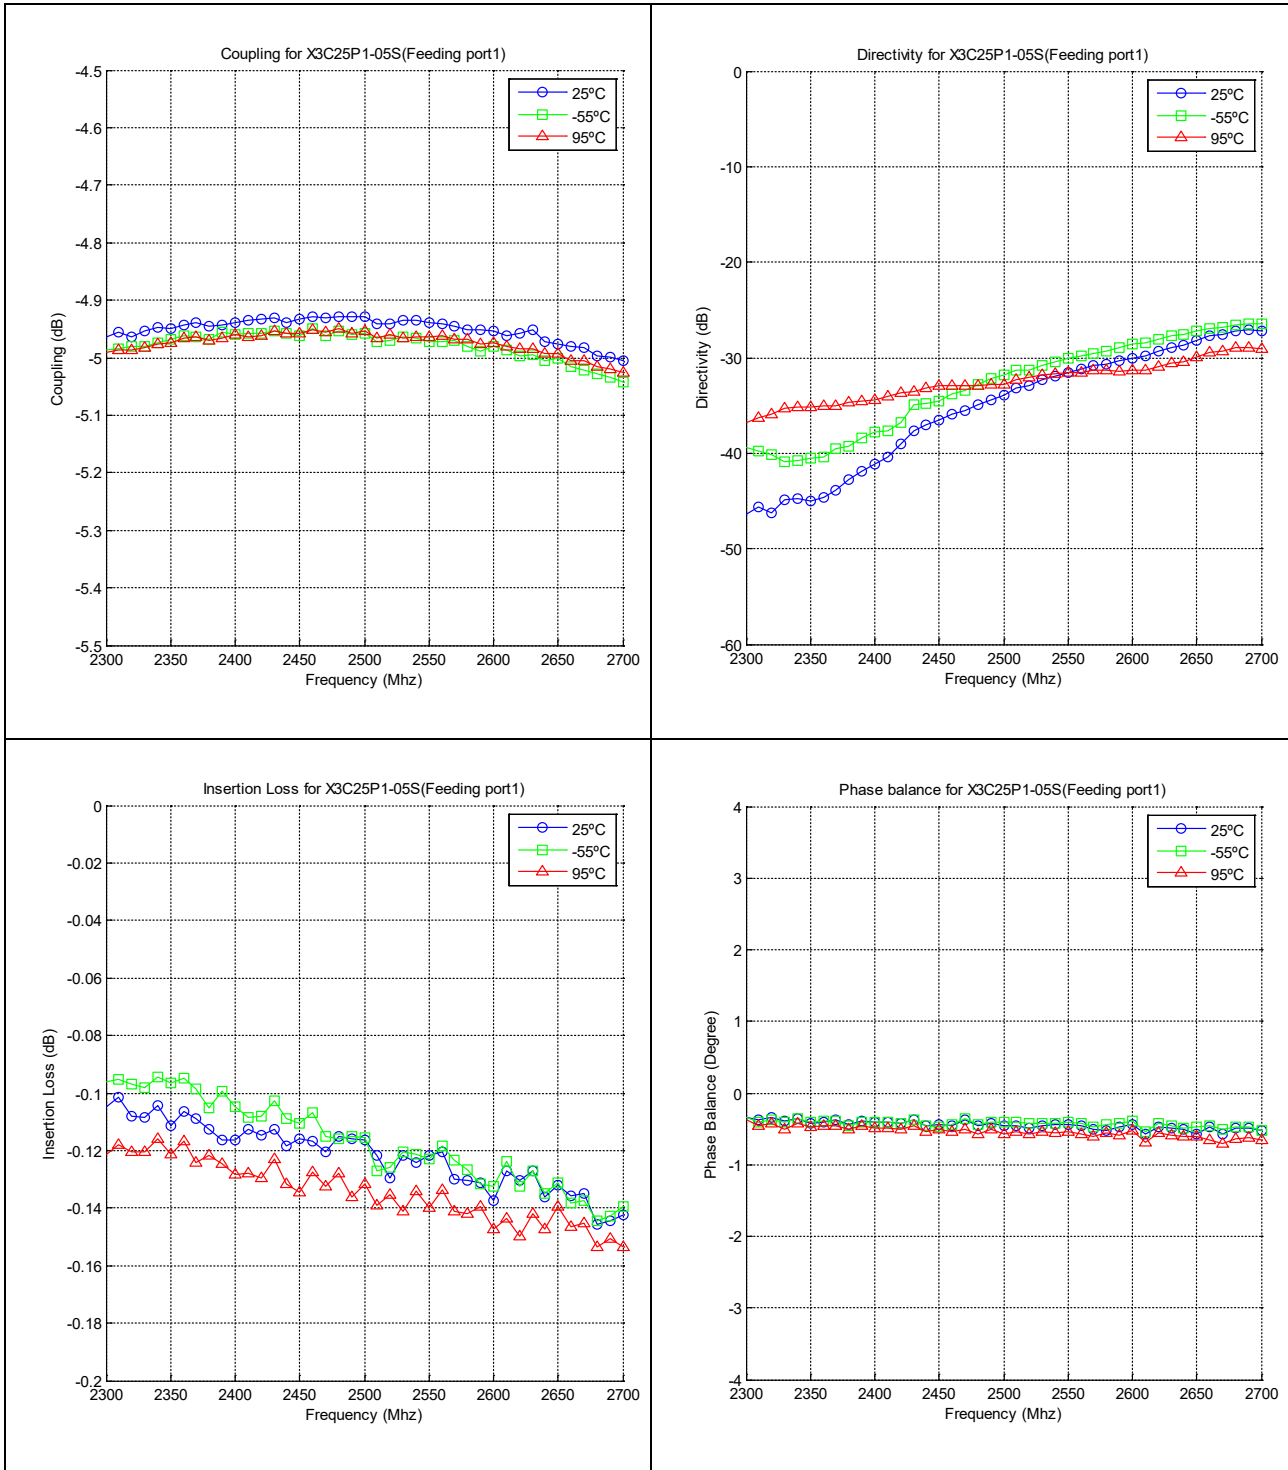 Coupling for X3C25P1-05S(Feeding port1)
-4.5
-4.6
-4.7
-4.8
-4.9
-5
-5.1
-5.2
-5.3
-5.4
-5.5
Coupling (dB)
2300 2350 2400 2450 2500 2550 2600 2650 2700
Frequency (Mhz)
25ºC
-55ºC
95ºC
Directivity for X3C25P1-05S(Feeding port1)
0
-10
-20
-30
-40
-50
-60
Directivity (dB)
2300 2350 2400 2450 2500 2550 2600 2650 2700
Frequency (Mhz)
25ºC
-55ºC
95ºC
Insertion Loss for X3C25P1-05S(Feeding port1)
0
-0.02
-0.04
-0.06
-0.08
-0.1
-0.12
-0.14
-0.16
-0.18
-0.2
Insertion Loss (dB)
2300 2350 2400 2450 2500 2550 2600 2650 2700
Frequency (Mhz)
25ºC
-55ºC
95ºC
Phase balance for X3C25P1-05S(Feeding port1)
4
3
2
1
0
-1
-2
-3
-4
Phase Balance (Degree)
2300 2350 2400 2450 2500 2550 2600 2650 2700
Frequency (Mhz)
25ºC
-55ºC
95ºC